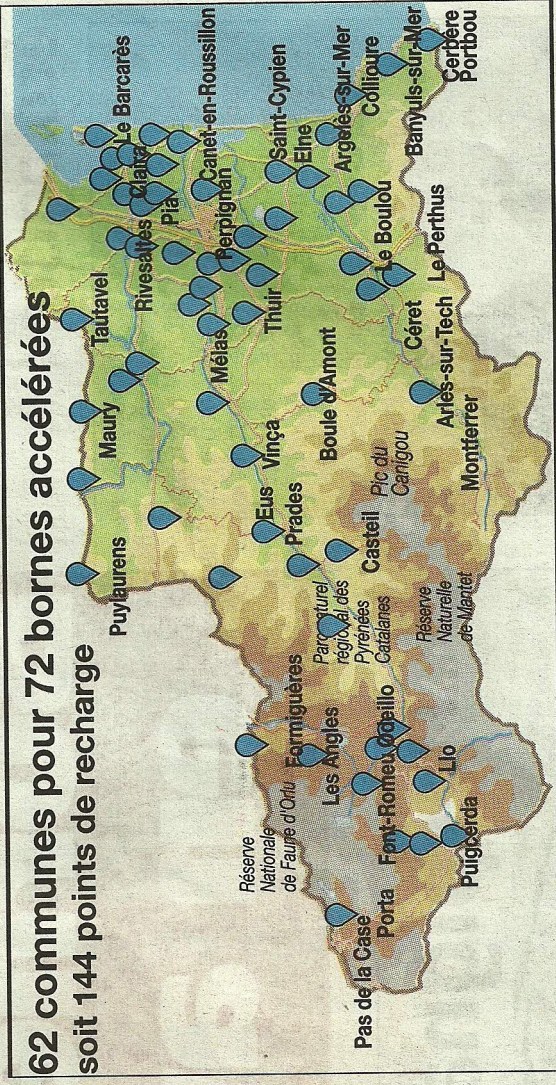 62 communes pour 72 bornes accélérées
soit 144 points de recharge
Puylaurens
Maury
Tautavel
Rivesaltes
Claira
Le Barcarès
Pia
Canet-en-Roussillon
Perpignan
Mélas
Thuir
Saint-Cypien
Elne
Argelès-sur-Mer
Collioure
Banyuls-sur-Mer
Cerbère
Portbou
Eus
Vinça
Prades
Boule d'Amont
Le Boulou
Céret
Le Perthus
Arles-sur-Tech
Montferrer
Pic du
Canigou
Casteil
Parc naturel
régional des
Pyrénées
Catalanes
Réserve
Naturelle
de Mantet
Réserve
Nationale
de Faune d'Orlu
Formiguères
Les Angles
Font-Romeu Odeillo
Llo
Puigcerda
Porta
Pas de la Case